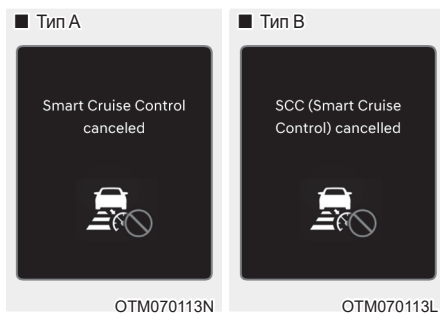 ■ Тип A
Smart Cruise Control
canceled
OTM070113N
■ Тип B
SCC (Smart Cruise
Control) cancelled
OTM070113L